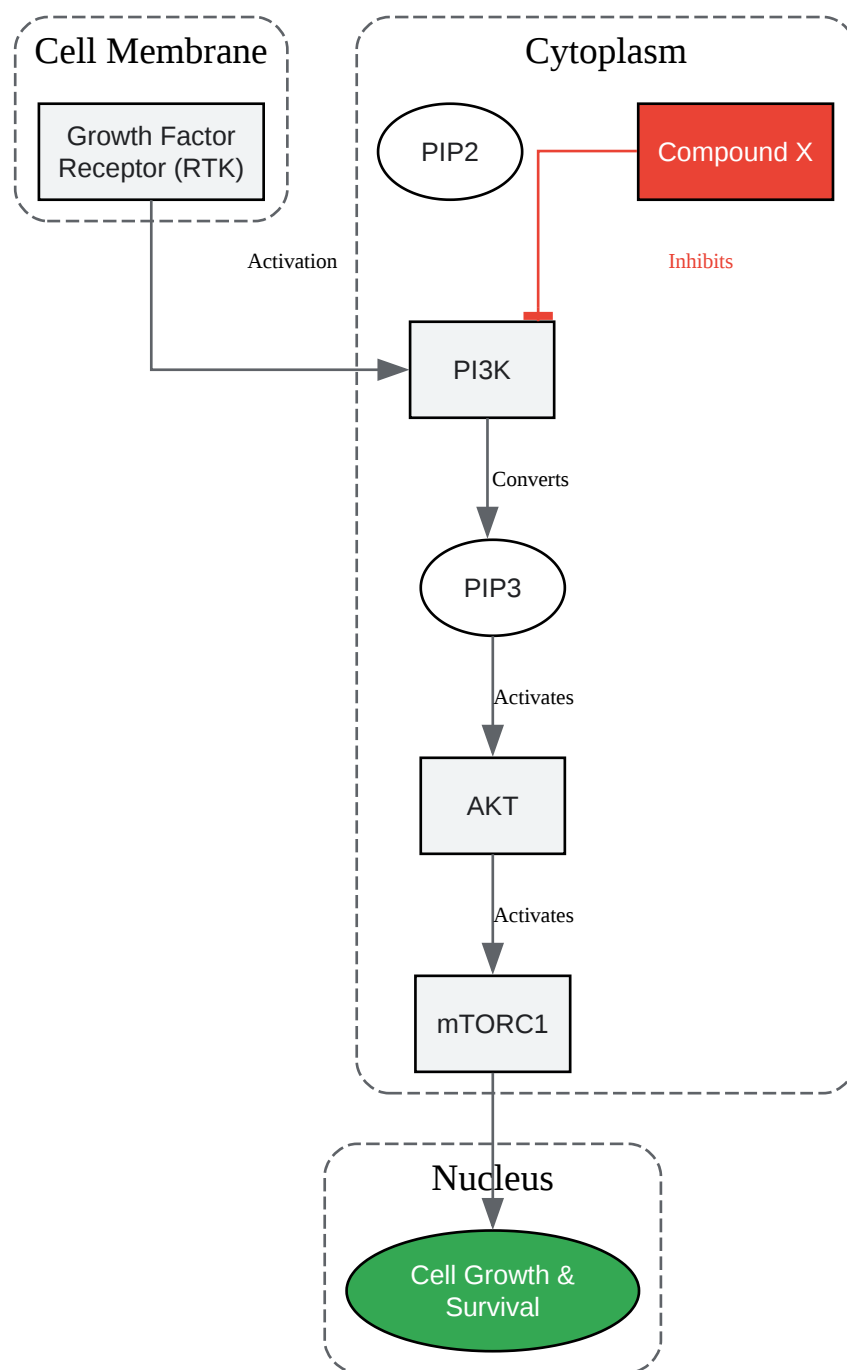 Cell Membrane
Cytoplasm
Growth Factor
Receptor (RTK)
PIP2
Compound X
Activation
Inhibits
PI3K
Converts
PIP3
Activates
AKT
Activates
mTORC1
Nucleus
Cell Growth &
Survival